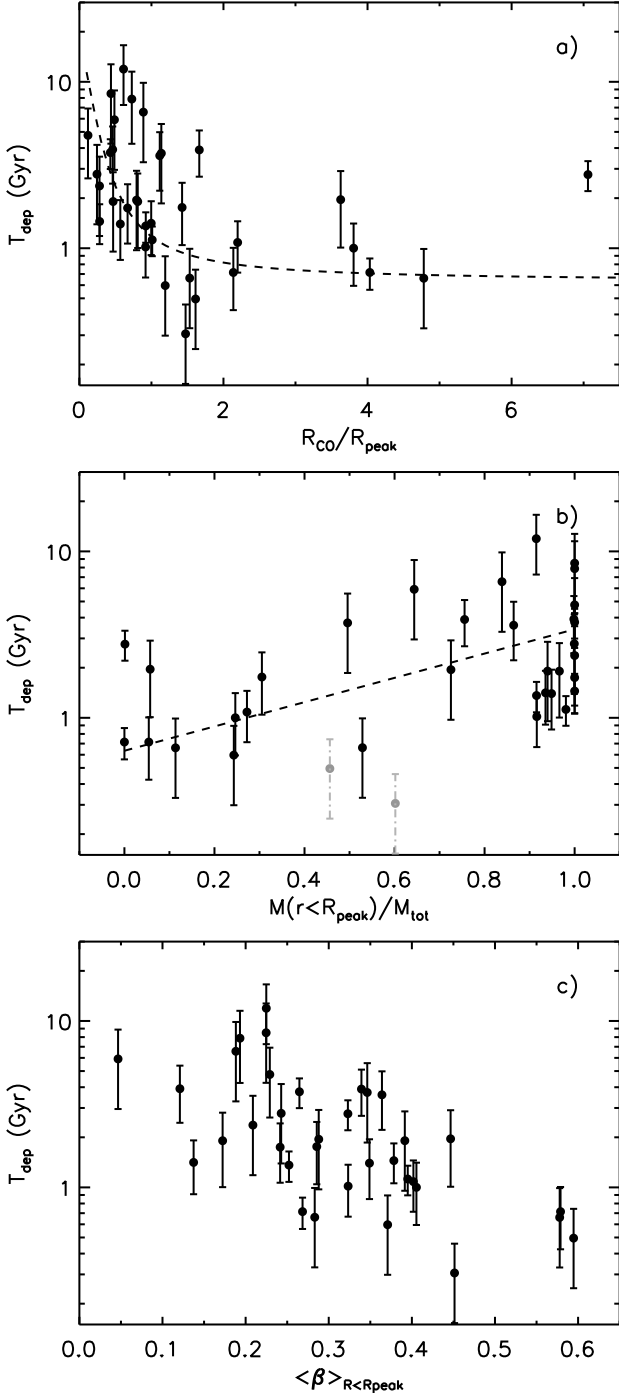 a)
10
1
T_dep (Gyr)
0 2 4 6
R_CO/R_peak
b)
10
1
T_dep (Gyr)
0.0 0.2 0.4 0.6 0.8 1.0
M(r<R_peak)/M_tot
c)
10
1
T_dep (Gyr)
0.0 0.1 0.2 0.3 0.4 0.5 0.6
<β>_R<Rpeak